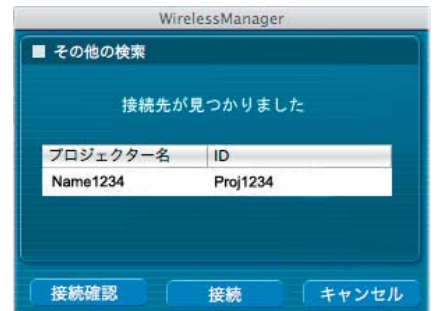 WirelessManager
その他の検索
接続先が見つかりました
プロジェクター名 ID
Name1234 Proj1234
接続確認 接続 キャンセル